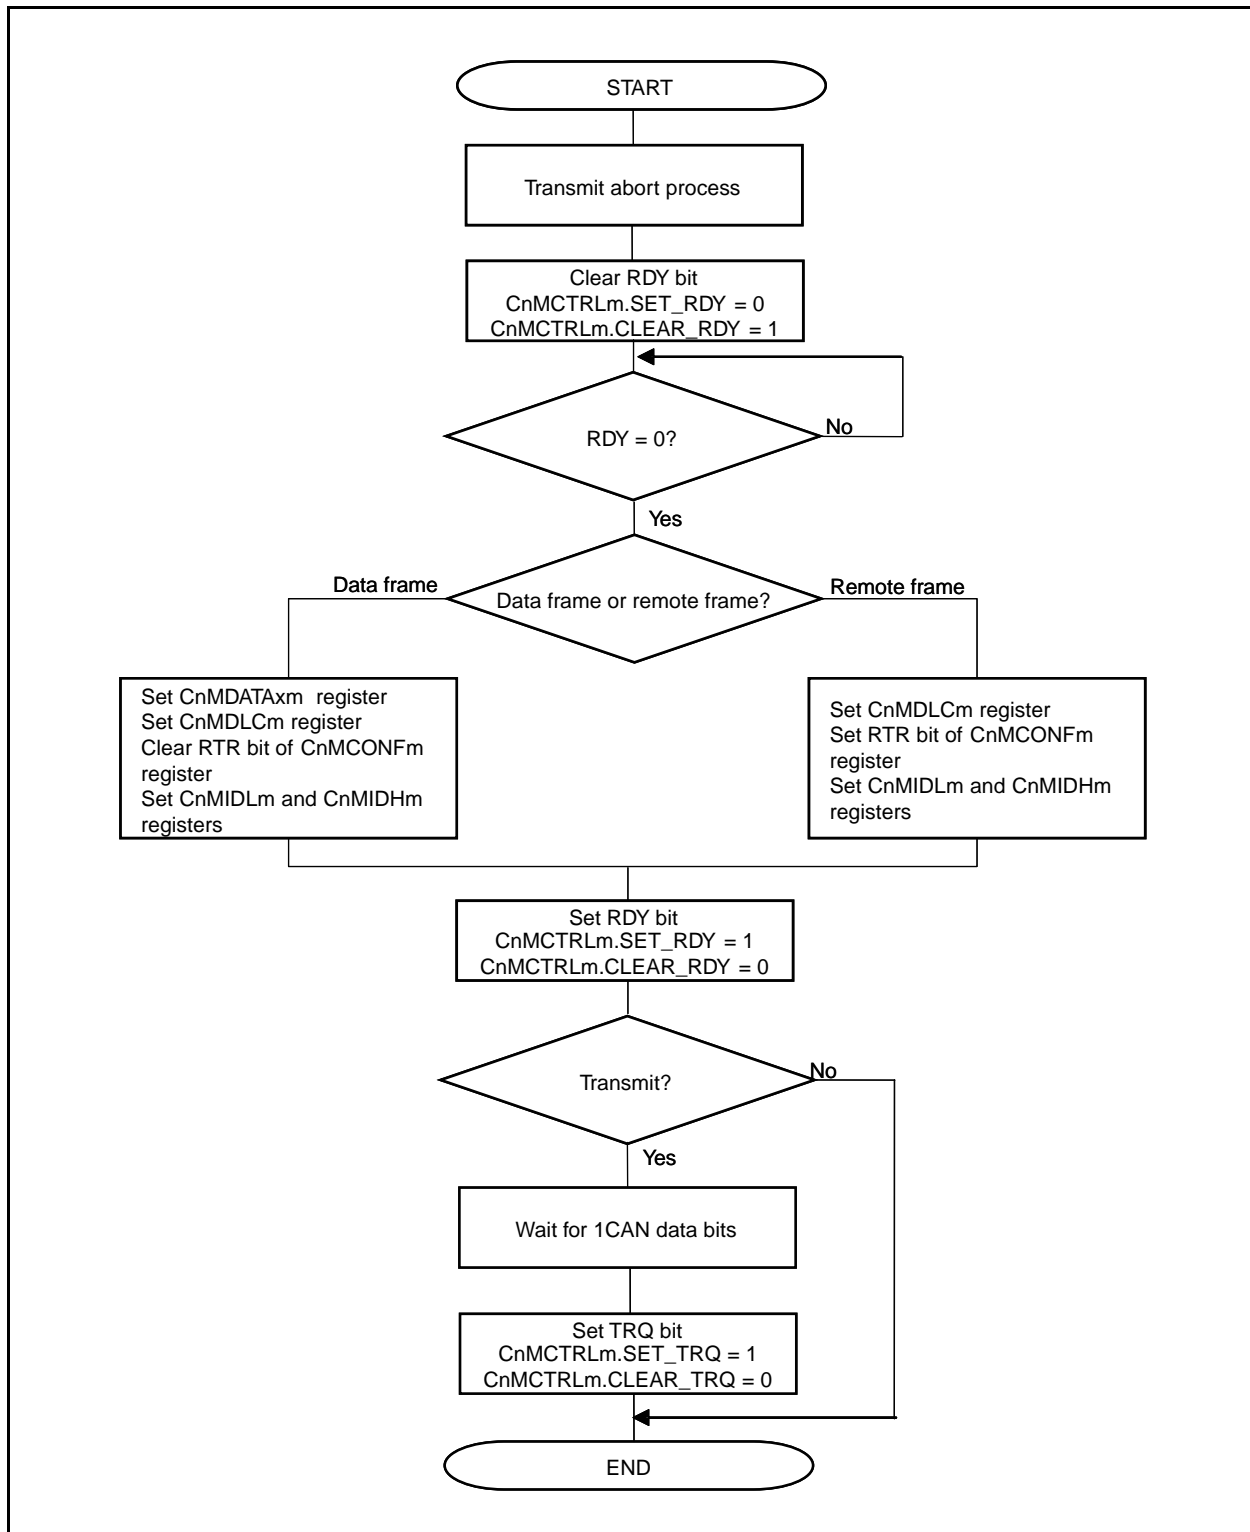 START
Transmit abort process
Clear RDY bit
CnMCTRLm.SET_RDY = 0
CnMCTRLm.CLEAR_RDY = 1
RDY = 0?
No
Yes
Data frame
Data frame or remote frame?
Remote frame
Set CnMDATAxm register
Set CnMDLCm register
Clear RTR bit of CnMCONFm
register
Set CnMIDLm and CnMIDHm
registers
Set CnMDLCm register
Set RTR bit of CnMCONFm
register
Set CnMIDLm and CnMIDHm
registers
Set RDY bit
CnMCTRLm.SET_RDY = 1
CnMCTRLm.CLEAR_RDY = 0
Transmit?
No
Yes
Wait for 1CAN data bits
Set TRQ bit
CnMCTRLm.SET_TRQ = 1
CnMCTRLm.CLEAR_TRQ = 0
END